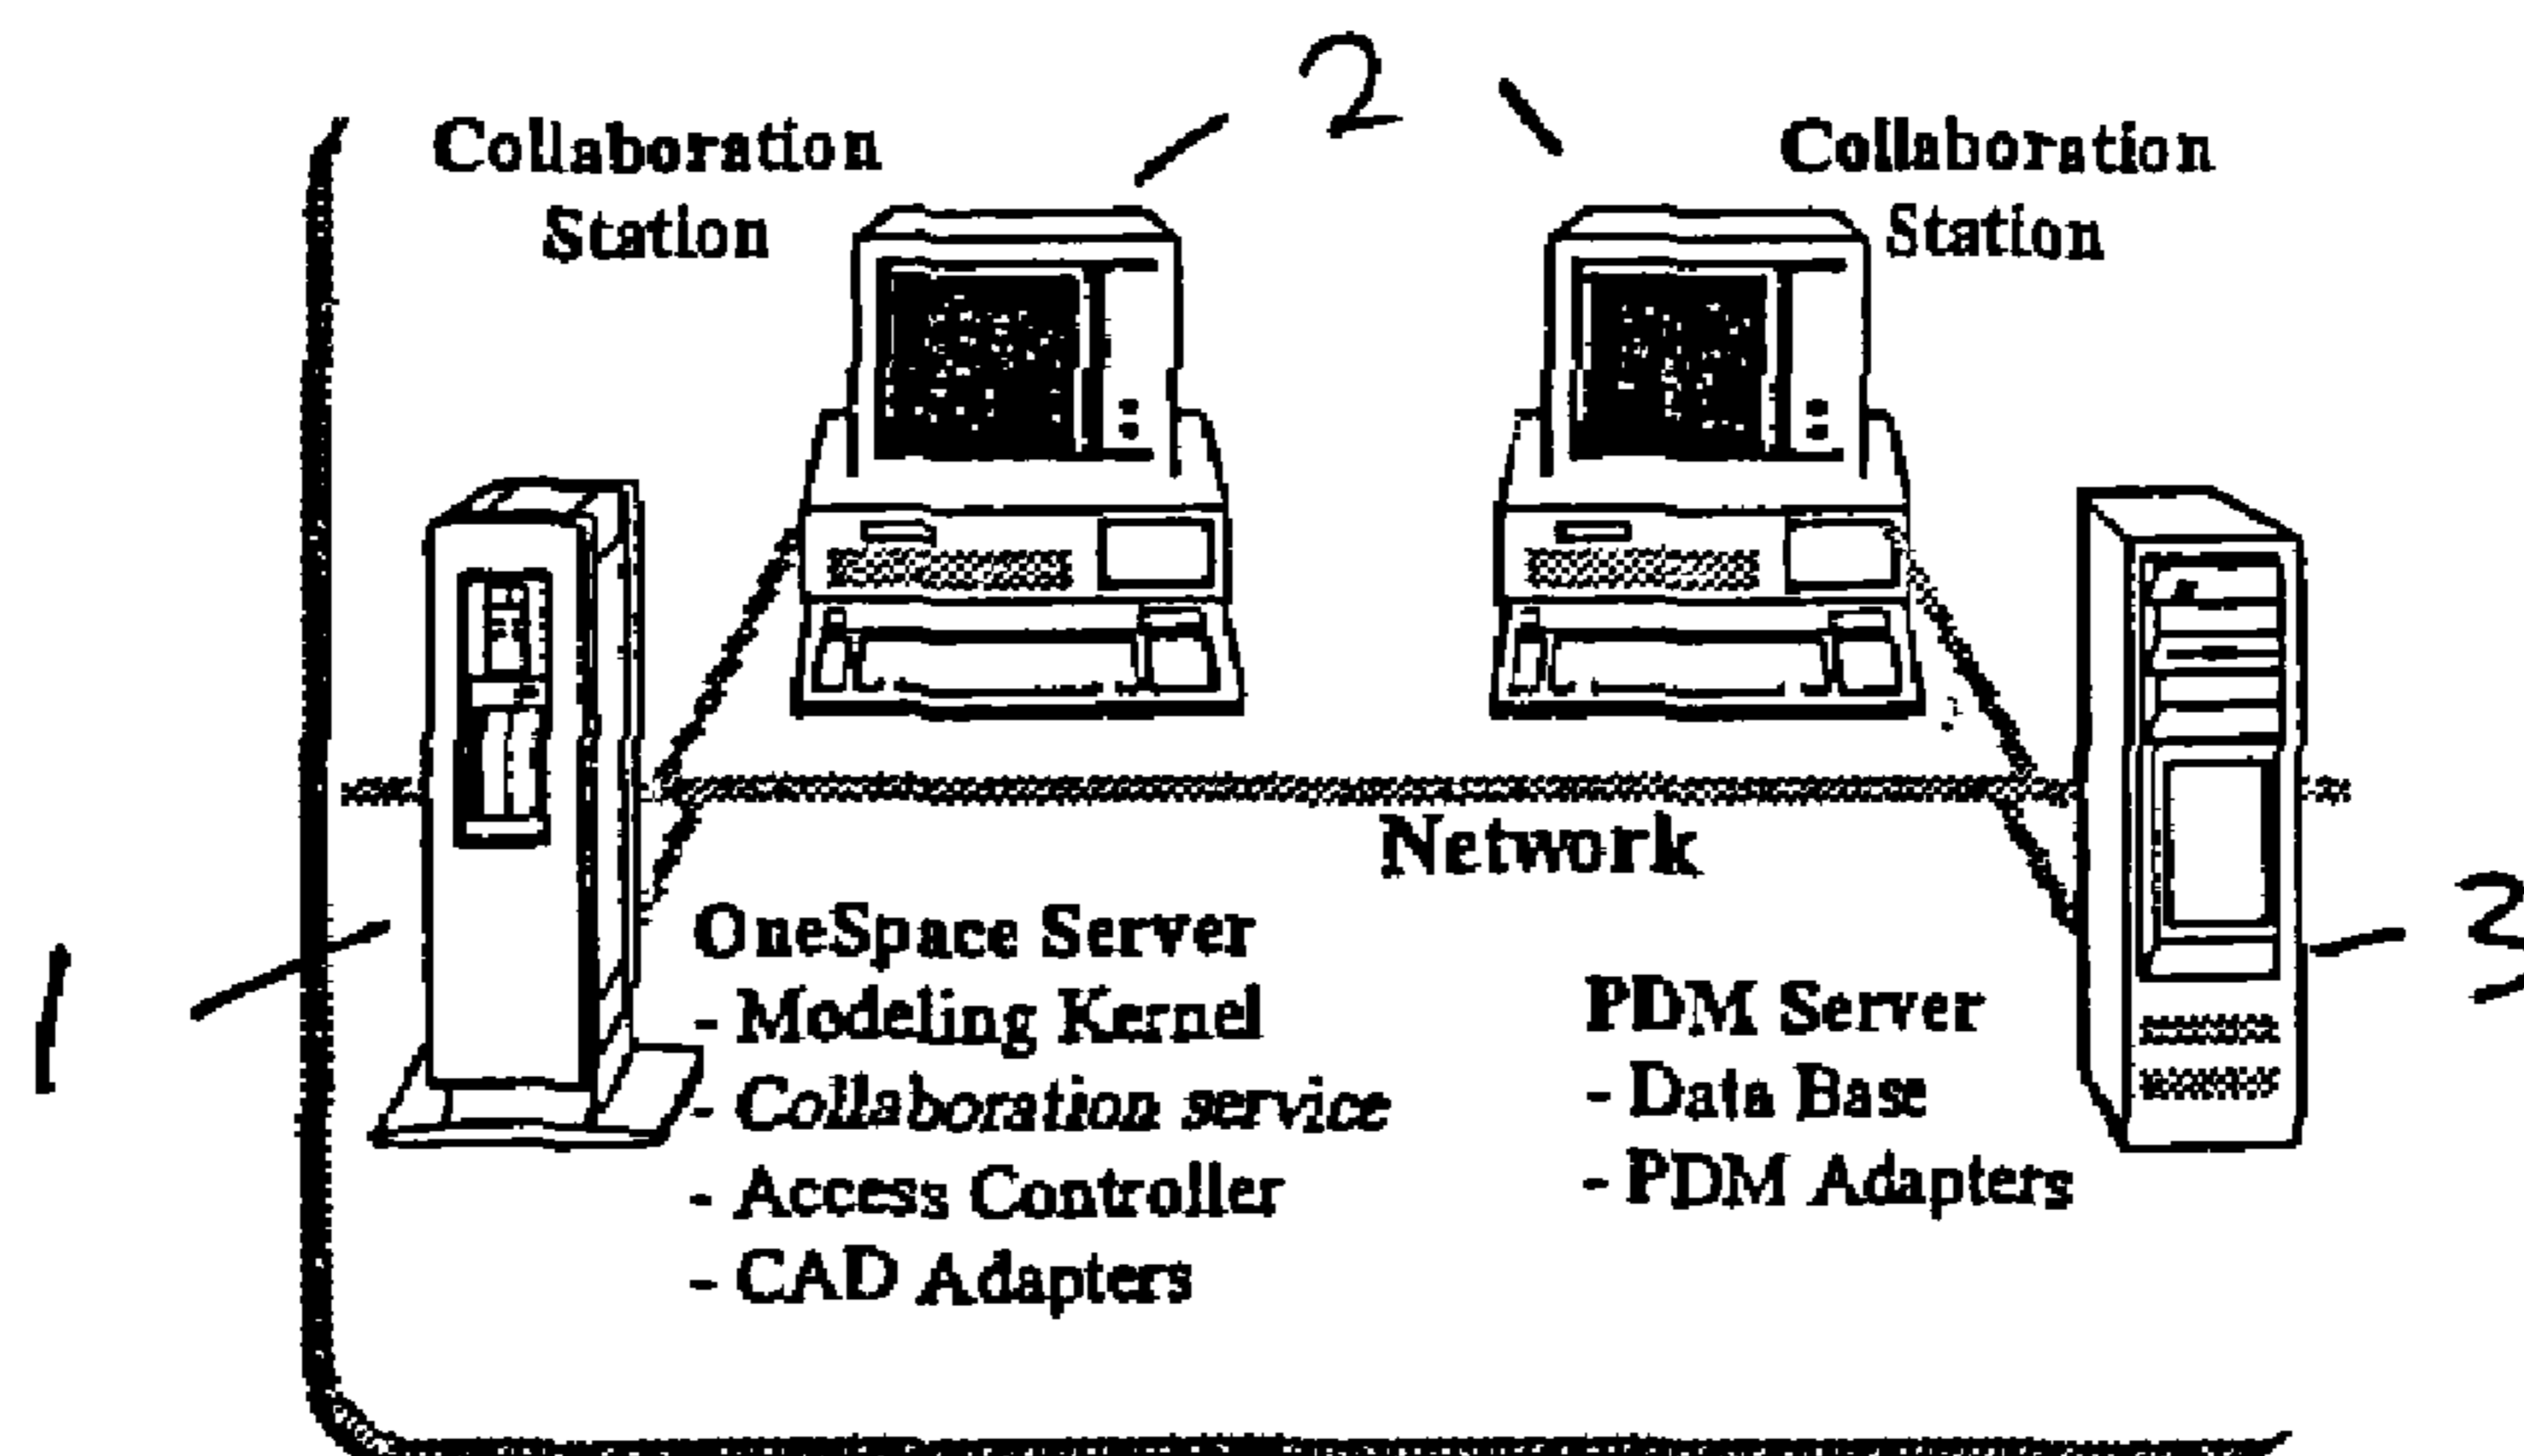 2
Collaboration
Station
Collaboration
Station
Network
1
3
OneSpace Server
- Modeling Kernel
- Collaboration service
- Access Controller
- CAD Adapters
PDM Server
- Data Base
- PDM Adapters